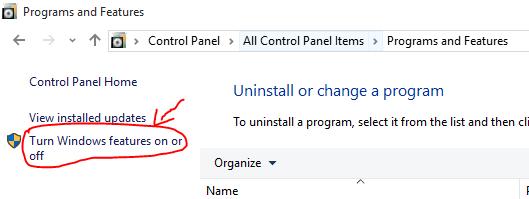 Programs and Features
Control Panel > All Control Panel Items > Programs and Features
Control Panel Home
Uninstall or change a program
View installed updates
To uninstall a program, select it from the list and then cli
Turn Windows features on or
off
Organize
Name